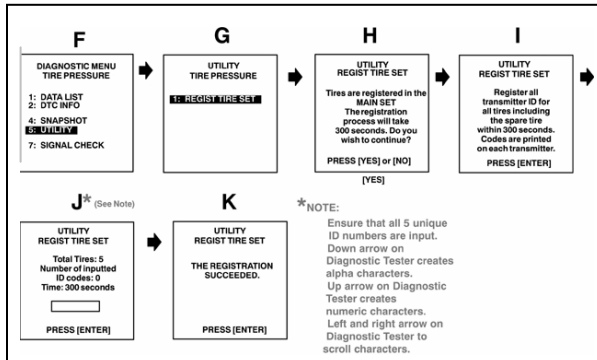 F
DIAGNOSTIC MENU
TIRE PRESSURE
1: DATA LIST
2: DTC INFO
4: SNAPSHOT
5: UTILITY
7: SIGNAL CHECK
G
UTILITY
TIRE PRESSURE
1: REGIST TIRE SET
H
UTILITY
REGIST TIRE SET
Tires are registered in the
MAIN SET
The registration
process will take
300 seconds. Do you
wish to continue?
PRESS [YES] or [NO]
[YES]
I
UTILITY
REGIST TIRE SET
Register all
transmitter ID for
all tires including
the spare tire
within 300 seconds.
Codes are printed
on each transmitter.
PRESS [ENTER]
J* (See Note)
UTILITY
REGIST TIRE SET
Total Tires: 5
Number of inputted
ID codes: 0
Time: 300 seconds
PRESS [ENTER]
K
UTILITY
REGIST TIRE SET
THE REGISTRATION
SUCCEEDED.
*NOTE:
Ensure that all 5 unique
ID numbers are input.
Down arrow on
Diagnostic Tester creates
alpha characters.
Up arrow on Diagnostic
Tester creates
numeric characters.
Left and right arrow on
Diagnostic Tester to
scroll characters.